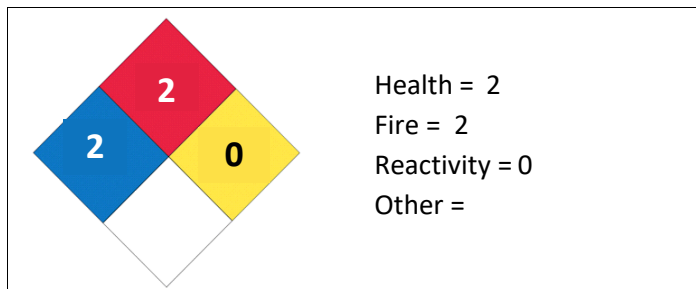 2
2
0
Health = 2
Fire = 2
Reactivity = 0
Other =